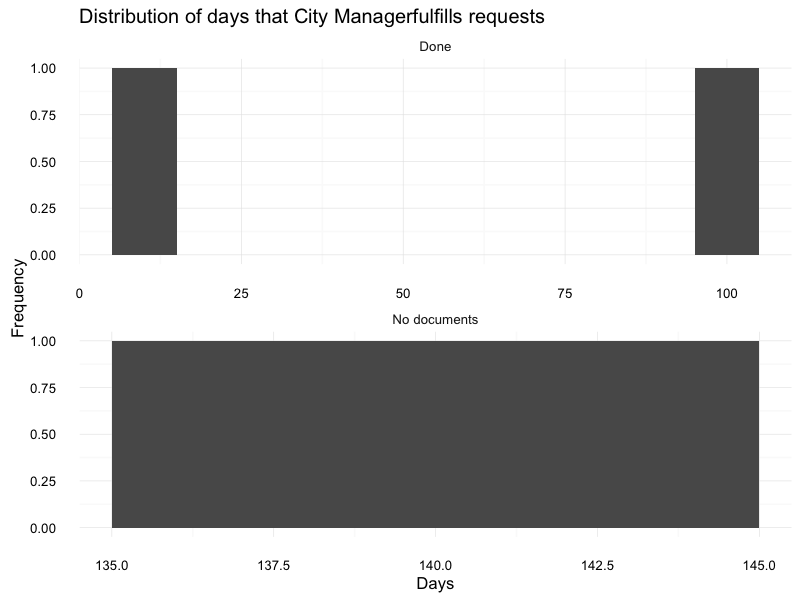 Distribution of days that City Managerfulfills requests
Done
1.00
0.75
0.50
0.25
0.00
0 25 50 75 100
Frequency
No documents
1.00
0.75
0.50
0.25
0.00
135.0 137.5 140.0 142.5 145.0
Days